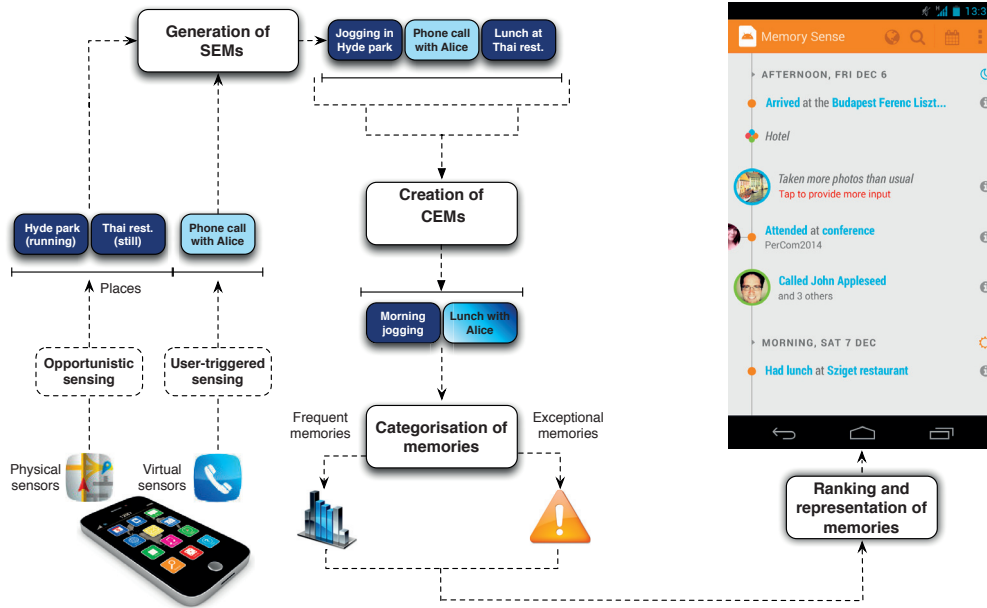 Generation of
SEMs
Jogging in
Hyde park
Phone call
with Alice
Lunch at
Thai rest.
Creation of
CEMs
Hyde park
(running)
Thai rest.
(still)
Phone call
with Alice
Places
Morning
jogging
Lunch with
Alice
Opportunistic
sensing
User-triggered
sensing
Frequent
memories
Categorisation of
memories
Exceptional
memories
Physical
sensors
Virtual
sensors
Ranking and
representation of
memories
13:3
Memory Sense
AFTERNOON, FRI DEC 6
Arrived at the Budapest Ferenc Liszt...
Hotel
Taken more photos than usual
Tap to provide more input
Attended at conference
PerCom2014
Called John Appleseed
and 3 others
MORNING, SAT 7 DEC
Had lunch at Sziget restaurant